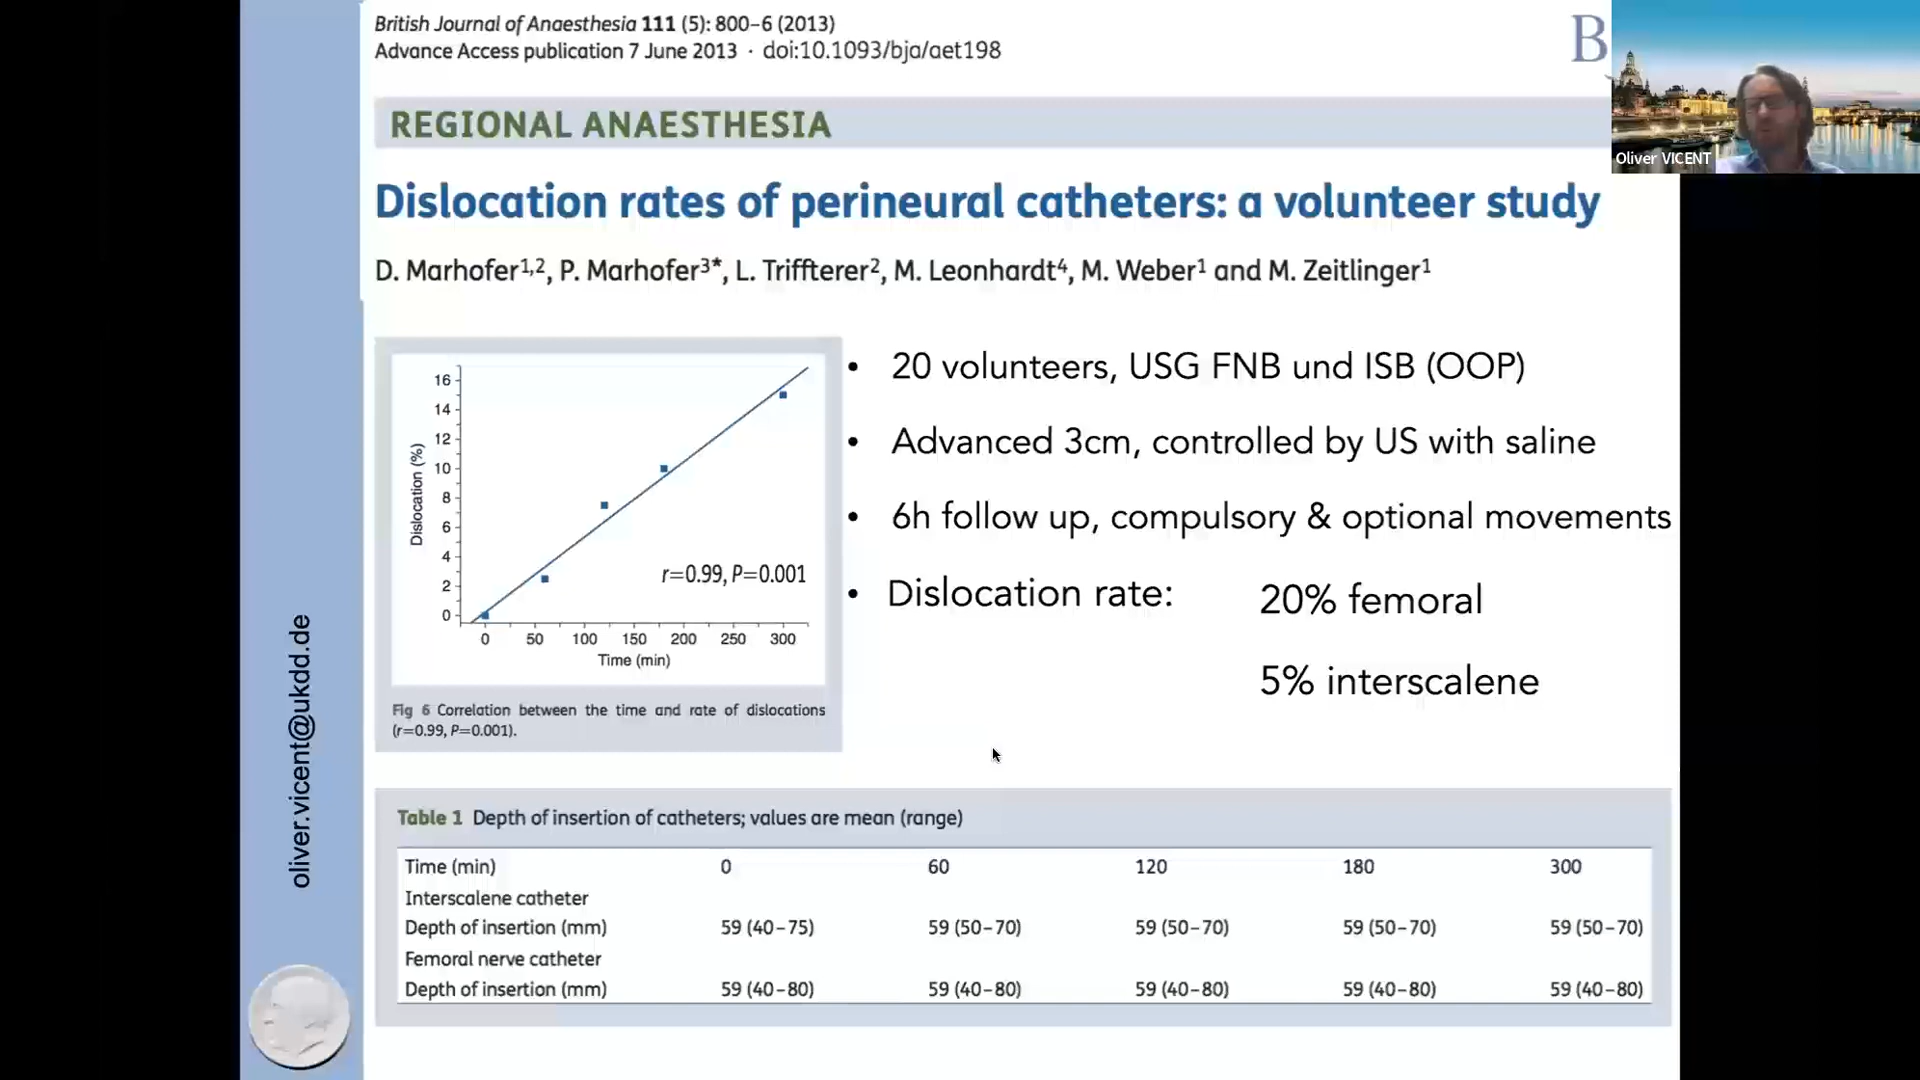 British Journal of Anaesthesia 111 (5): 800–6 (2013)
Advance Access publication 7 June 2013 · doi:10.1093/bja/aet198
B
Oliver VICENT
REGIONAL ANAESTHESIA
Dislocation rates of perineural catheters: a volunteer study
D. Marhofer1,2, P. Marhofer3*, L. Triffterer2, M. Leonhardt4, M. Weber1 and M. Zeitlinger1
Dislocation (%)
16
14
12
10
8
6
4
2
0
r=0.99, P=0.001
0 50 100 150 200 250 300
Time (min)
Fig 6 Correlation between the time and rate of dislocations
(r=0.99, P=0.001).
• 20 volunteers, USG FNB und ISB (OOP)
• Advanced 3cm, controlled by US with saline
• 6h follow up, compulsory & optional movements
• Dislocation rate: 20% femoral
5% interscalene
oliver.vicent@ukdd.de
Table 1 Depth of insertion of catheters; values are mean (range)
Time (min) 0 60 120 180 300
Interscalene catheter
Depth of insertion (mm) 59 (40–75) 59 (50–70) 59 (50–70) 59 (50–70) 59 (50–70)
Femoral nerve catheter
Depth of insertion (mm) 59 (40–80) 59 (40–80) 59 (40–80) 59 (40–80) 59 (40–80)